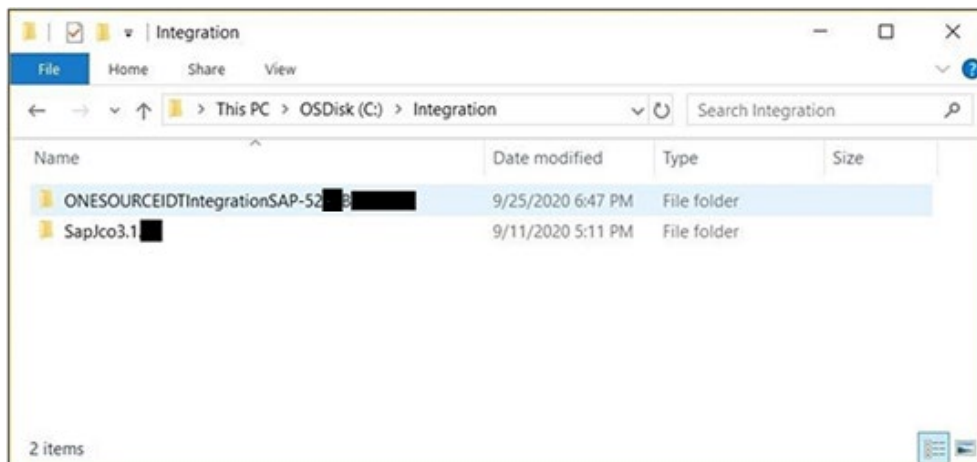 Integration
File Home Share View
This PC > OSDisk (C:) > Integration Search Integration
Name Date modified Type Size
ONESOURCEIDTIntegrationSAP-52 B 9/25/2020 6:47 PM File folder
SapJco3.1. 9/11/2020 5:11 PM File folder
2 items